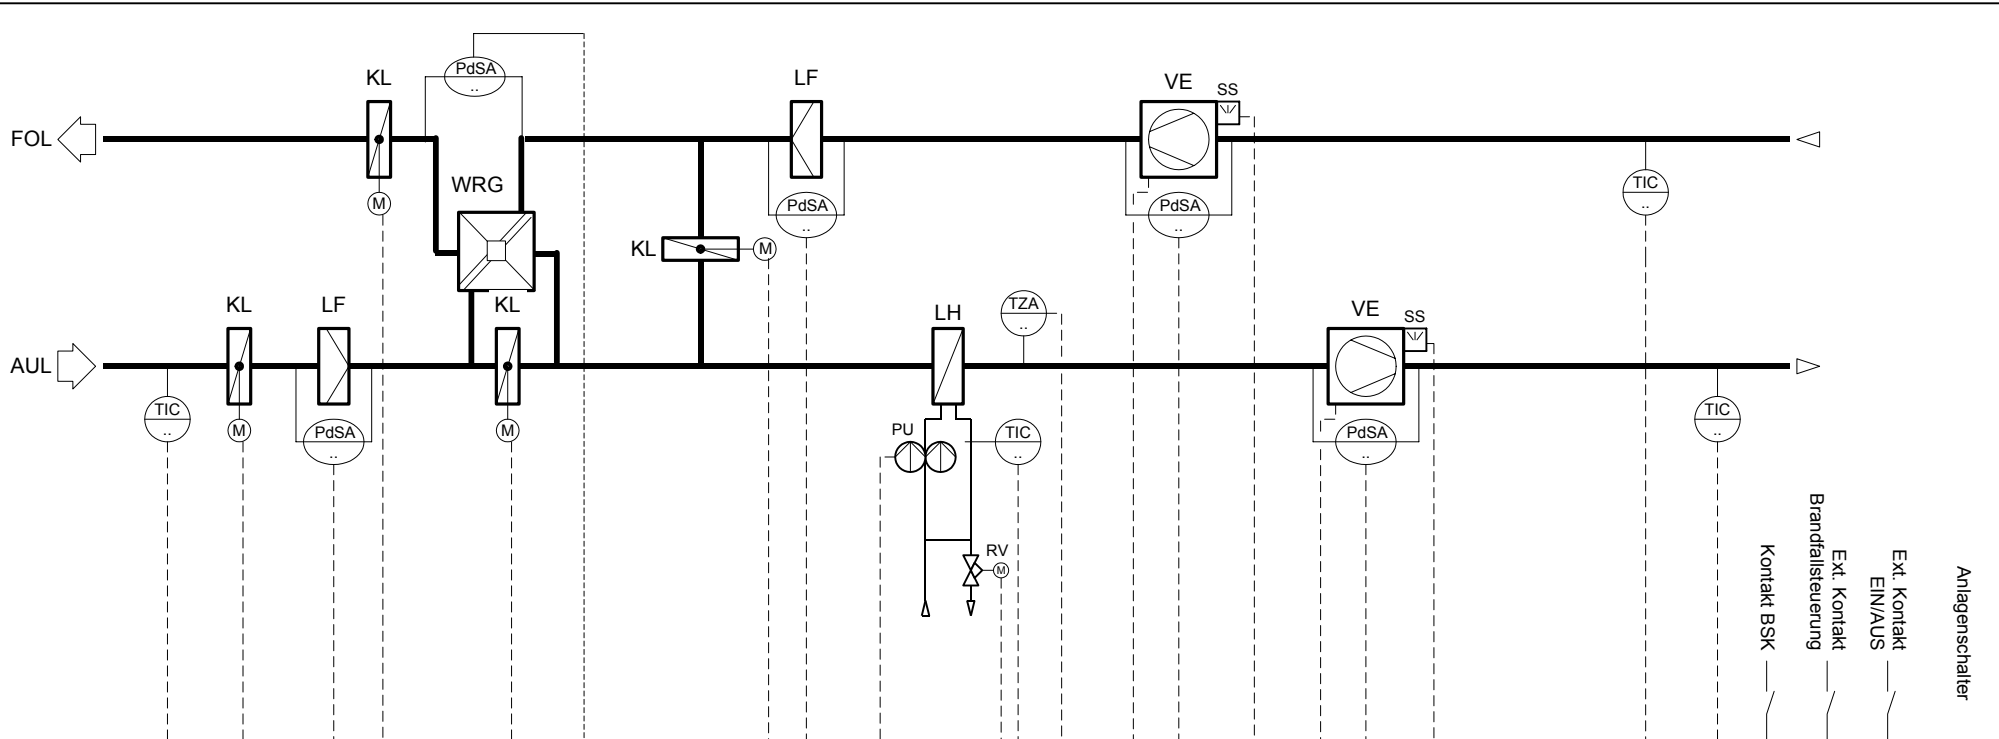 PdSA
..
KL
LF
VE
SS
FOL
WRG
M
PdSA
..
PdSA
..
TIC
..
KL
M
KL
LF
KL
LH
TZA
..
VE
SS
AUL
TIC
..
M
PdSA
..
M
PU
TIC
..
PdSA
..
TIC
..
RV
M
Kontakt BSK
Ext. Kontakt
Brandfallsteuerung
Ext. Kontakt
EIN/AUS
Anlagenschalter